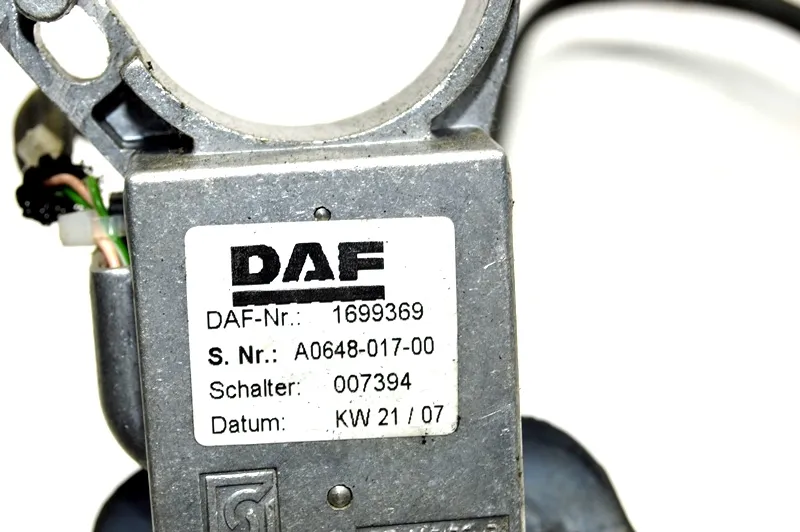 DAF
DAF-Nr.: 1699369
S. Nr.: A0648-017-00
Schalter: 007394
Datum: KW 21 / 07